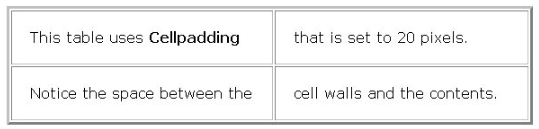 This table uses Cellpadding that is set to 20 pixels.
Notice the space between the cell walls and the contents.